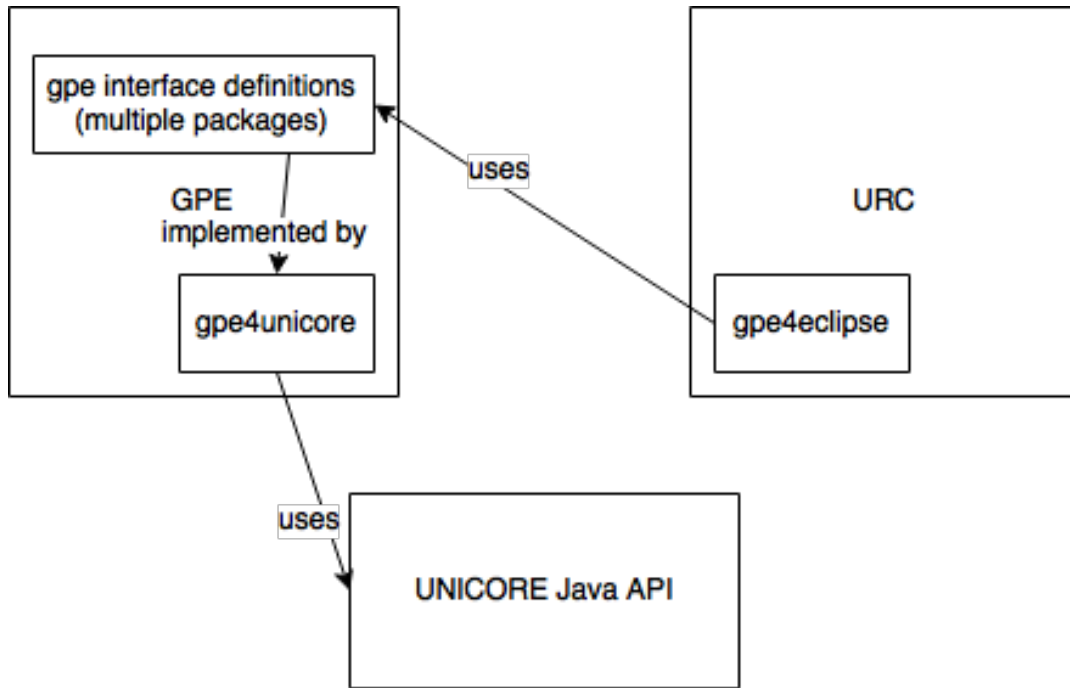 gpe interface definitions
(multiple packages)
uses
GPE
implemented by
URC
gpe4unicore
gpe4eclipse
uses
UNICORE Java API